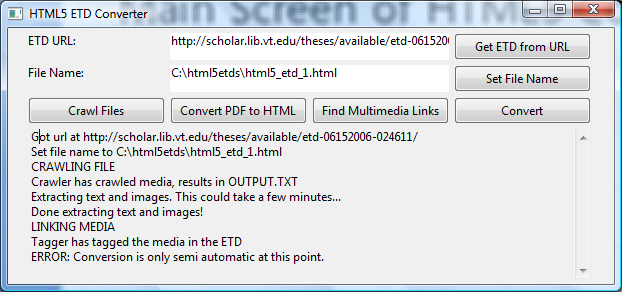 Main Screen of HTML5
HTML5 ETD Converter
ETD URL:
http://scholar.lib.vt.edu/theses/available/etd-06152006
Get ETD from URL
File Name:
C:\html5etds\html5_etd_1.html
Set File Name
Crawl Files
Convert PDF to HTML
Find Multimedia Links
Convert
Got url at http://scholar.lib.vt.edu/theses/available/etd-06152006-024611/
Set file name to C:\html5etds\html5_etd_1.html
CRAWLING FILE
Crawler has crawled media, results in OUTPUT.TXT
Extracting text and images. This could take a few minutes...
Done extracting text and images!
LINKING MEDIA
Tagger has tagged the media in the ETD
ERROR: Conversion is only semi automatic at this point.